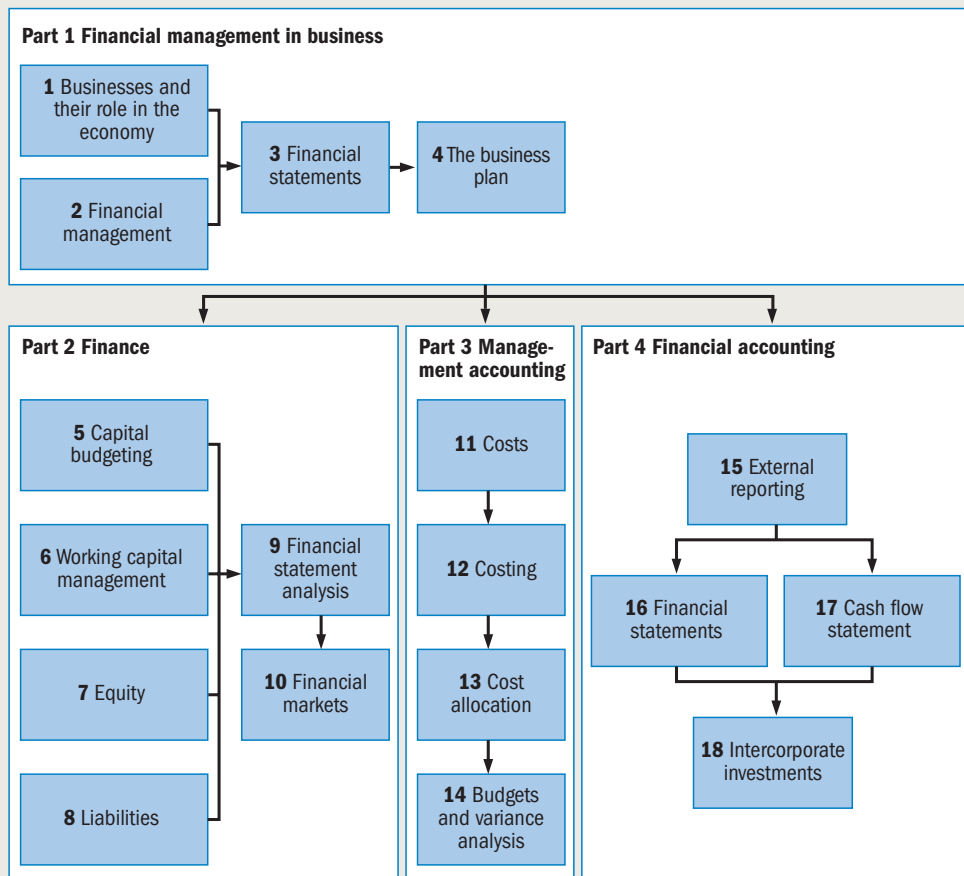 Part 1 Financial management in business
1 Businesses and
their role in the
economy
2 Financial
management
3 Financial
statements
4 The business
plan
Part 2 Finance
5 Capital
budgeting
6 Working capital
management
7 Equity
8 Liabilities
9 Financial
statement
analysis
10 Financial
markets
Part 3 Manage-
ment accounting
11 Costs
12 Costing
13 Cost
allocation
14 Budgets
and variance
analysis
Part 4 Financial accounting
15 External
reporting
16 Financial
statements
17 Cash flow
statement
18 Intercorporate
investments